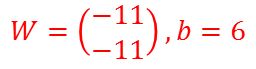 W = (−11
−11), b = 6